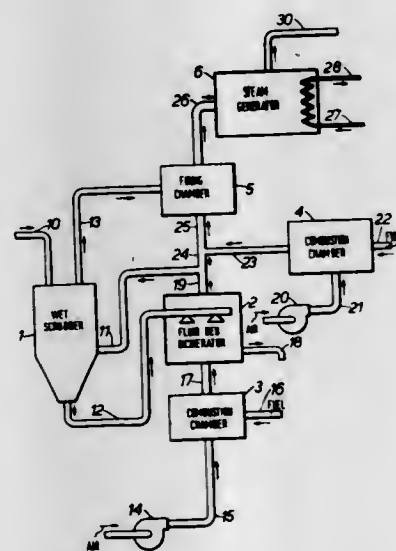 30
6
28
STEAM
GENERATOR
26
27
FIRING
CHAMBER
5
10
13
25
4
COMBUSTION
CHAMBER
22
FUEL
24
23
19
20
21
AIR
1
WET
SCRUBBER
11
2
FLUID BED
INCINERATOR
18
12
17
3
16
FUEL
COMBUSTION
CHAMBER
14
15
AIR